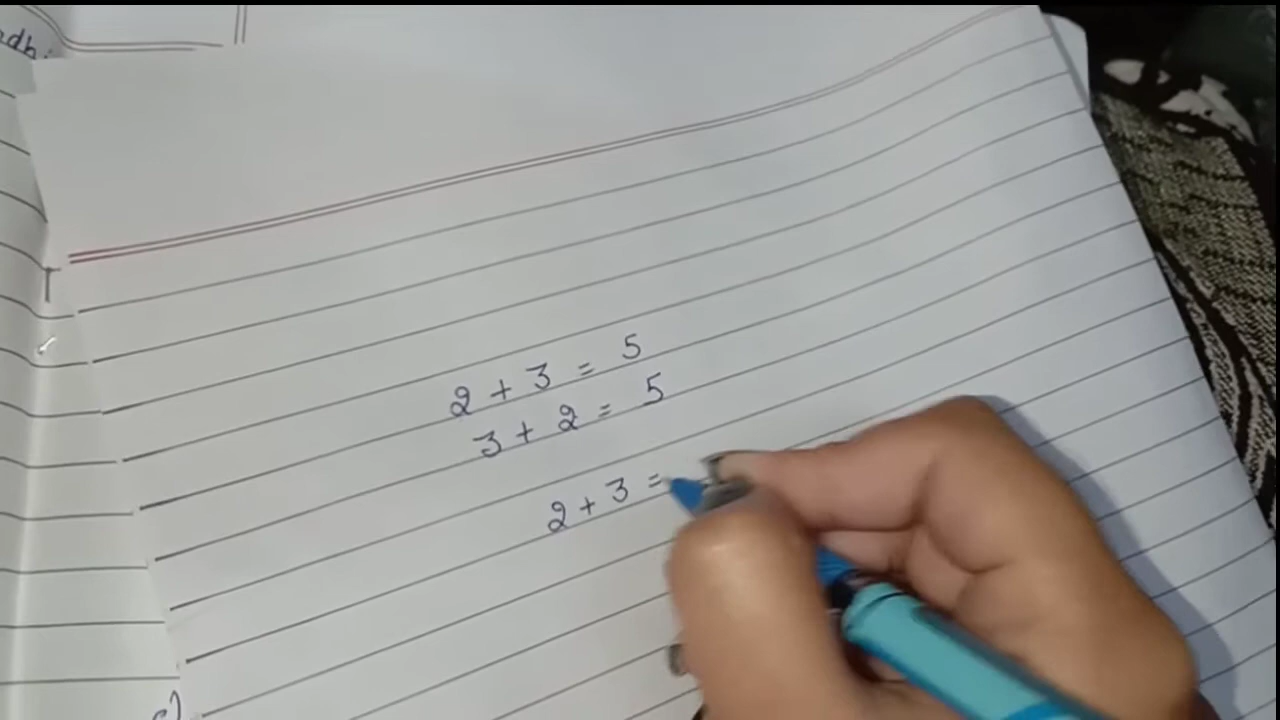 2 + 3 = 5
3 + 2 = 5
2 + 3 =